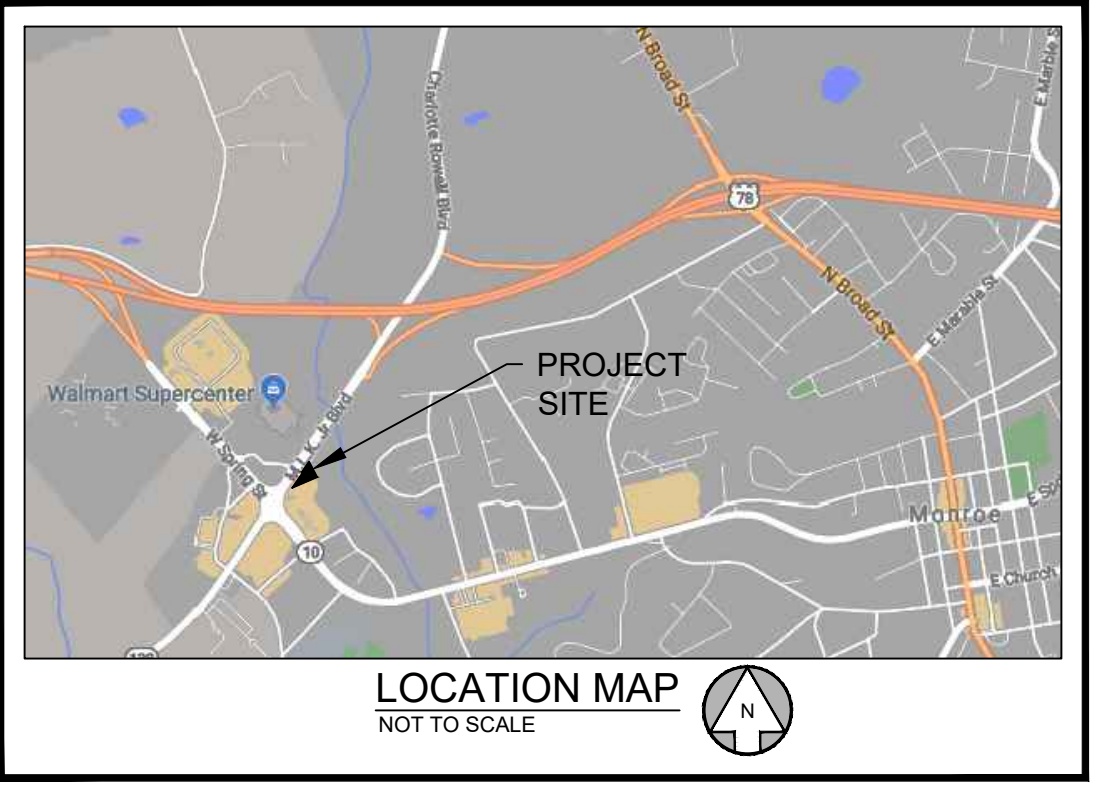 N Broad St
E Marble S
Charlotte Rowell Blvd
78
N Broad St
E Marable St
PROJECT
SITE
Walmart Supercenter
M.L.K. Jr Blvd
W Spring St
Monroe
E Spri
10
E Church
LOCATION MAP
NOT TO SCALE
N